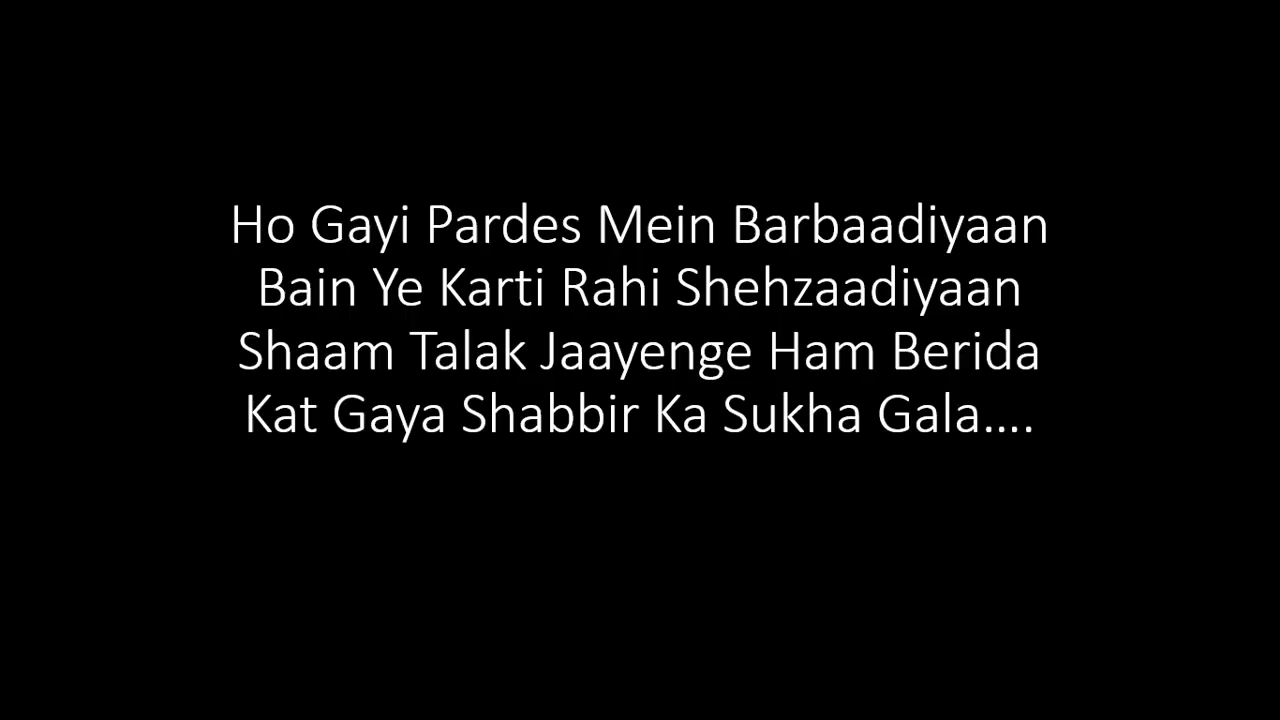 Ho Gayi Pardes Mein Barbaadiyaan
Bain Ye Karti Rahi Shehzaadiyaan
Shaam Talak Jaayenge Ham Berida
Kat Gaya Shabbir Ka Sukha Gala....